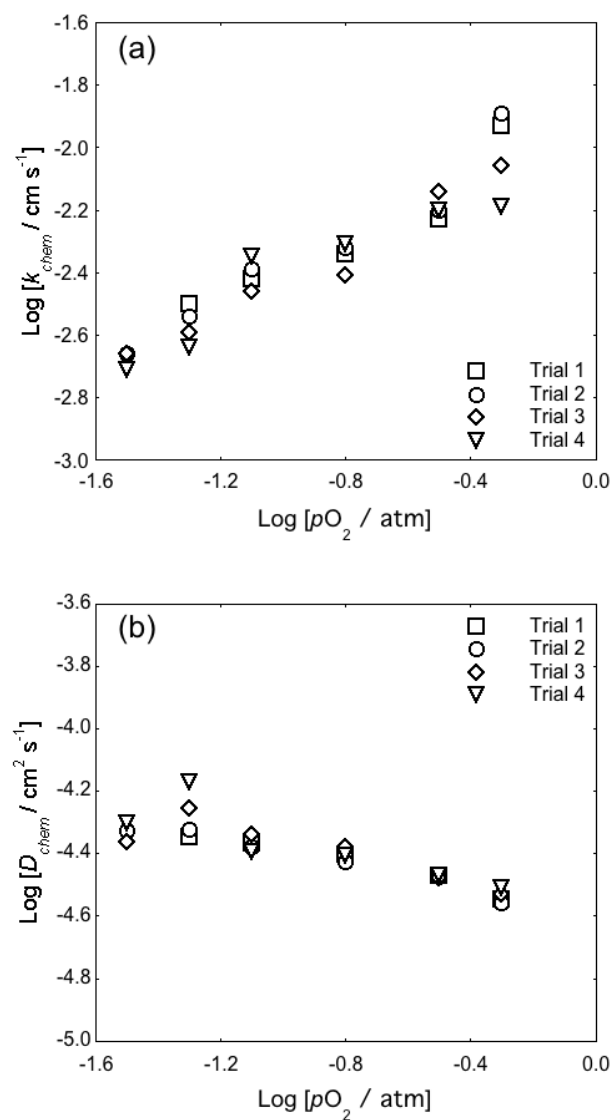 (a)
Log [k_chem / cm s⁻¹]
-1.6
-1.8
-2.0
-2.2
-2.4
-2.6
-2.8
-3.0
Trial 1
Trial 2
Trial 3
Trial 4
-1.6 -1.2 -0.8 -0.4 0.0
Log [pO₂ / atm]
(b)
Log [D_chem / cm² s⁻¹]
-3.6
-3.8
-4.0
-4.2
-4.4
-4.6
-4.8
-5.0
Trial 1
Trial 2
Trial 3
Trial 4
-1.6 -1.2 -0.8 -0.4 0.0
Log [pO₂ / atm]